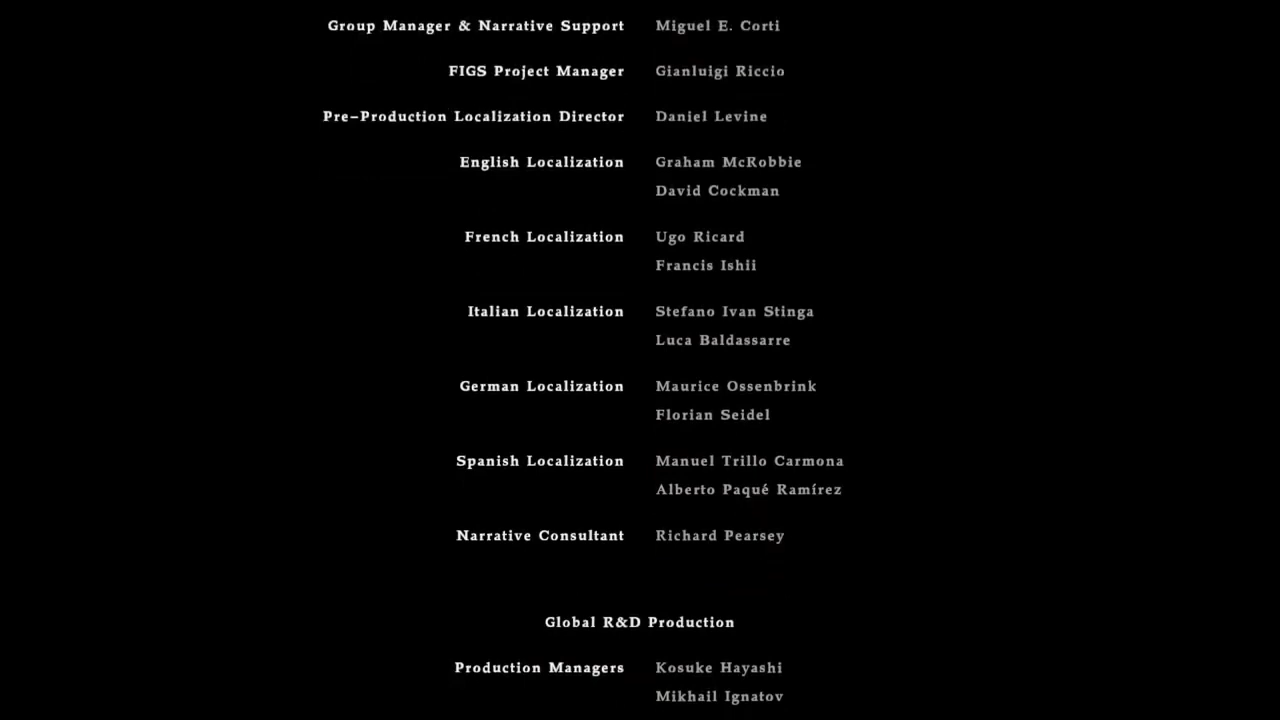 Group Manager & Narrative Support Miguel E. Corti
FIGS Project Manager Gianluigi Riccio
Pre-Production Localization Director Daniel Levine
English Localization Graham McRobbie
David Cockman
French Localization Ugo Ricard
Francis Ishii
Italian Localization Stefano Ivan Stinga
Luca Baldassarre
German Localization Maurice Ossenbrink
Florian Seidel
Spanish Localization Manuel Trillo Carmona
Alberto Paqué Ramírez
Narrative Consultant Richard Pearsey
Global R&D Production
Production Managers Kosuke Hayashi
Mikhail Ignatov